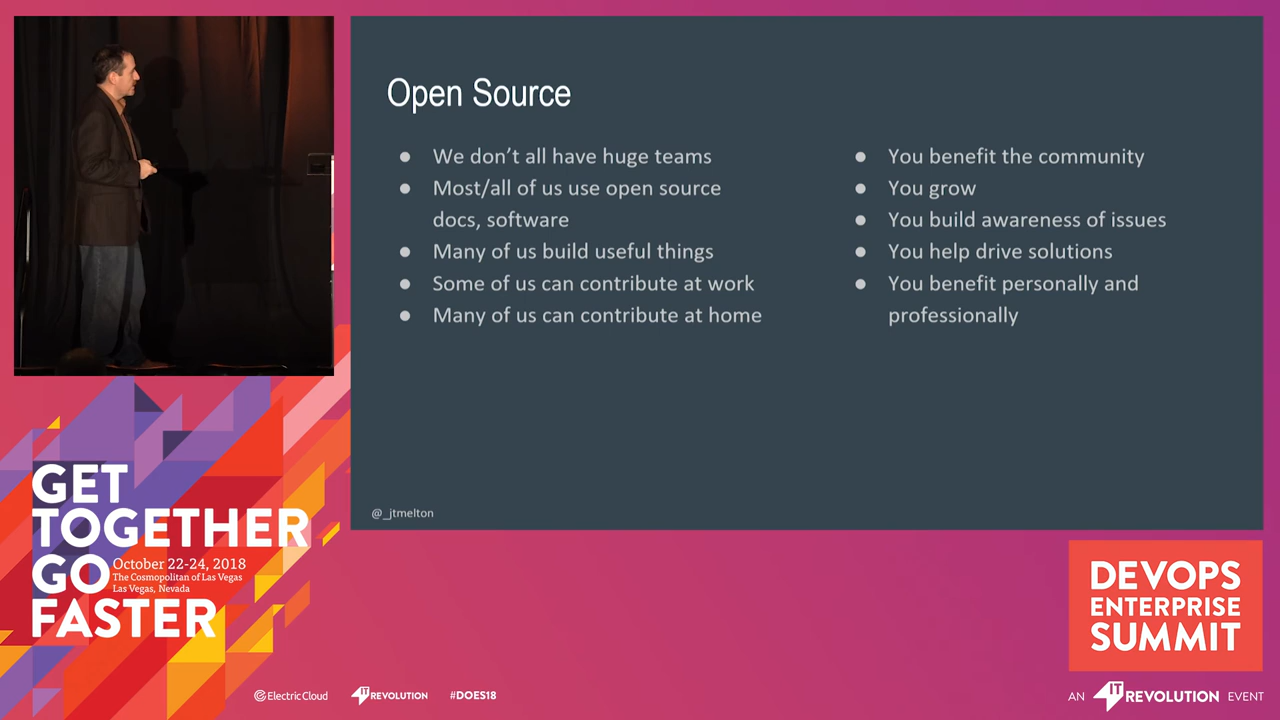 Open Source
● We don’t all have huge teams
● Most/all of us use open source
docs, software
● Many of us build useful things
● Some of us can contribute at work
● Many of us can contribute at home
● You benefit the community
● You grow
● You build awareness of issues
● You help drive solutions
● You benefit personally and
professionally
@_jtmelton
GET
TOGETHER
GO
October 22-24, 2018
The Cosmopolitan of Las Vegas
Las Vegas, Nevada
FASTER
DEVOPS
ENTERPRISE
SUMMIT
Electric Cloud
IT REVOLUTION
#DOES18
AN IT REVOLUTION EVENT